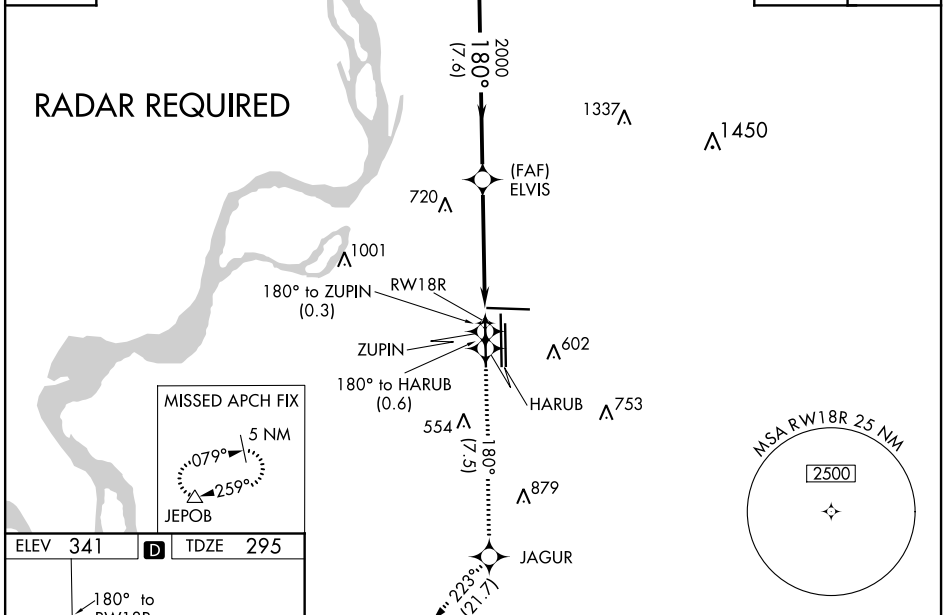 2000
180°
(7.6)
RADAR REQUIRED
1337
1450
(FAF)
ELVIS
720
1001
180° to ZUPIN
(0.3)
RW18R
ZUPIN
602
180° to HARUB
(0.6)
HARUB
753
554
180°
(7.5)
879
MISSED APCH FIX
5 NM
079°
259°
JEPOB
MSA RW18R 25 NM
2500
JAGUR
223°
(21.7)
ELEV 341
D
TDZE 295
180° to
RW18R